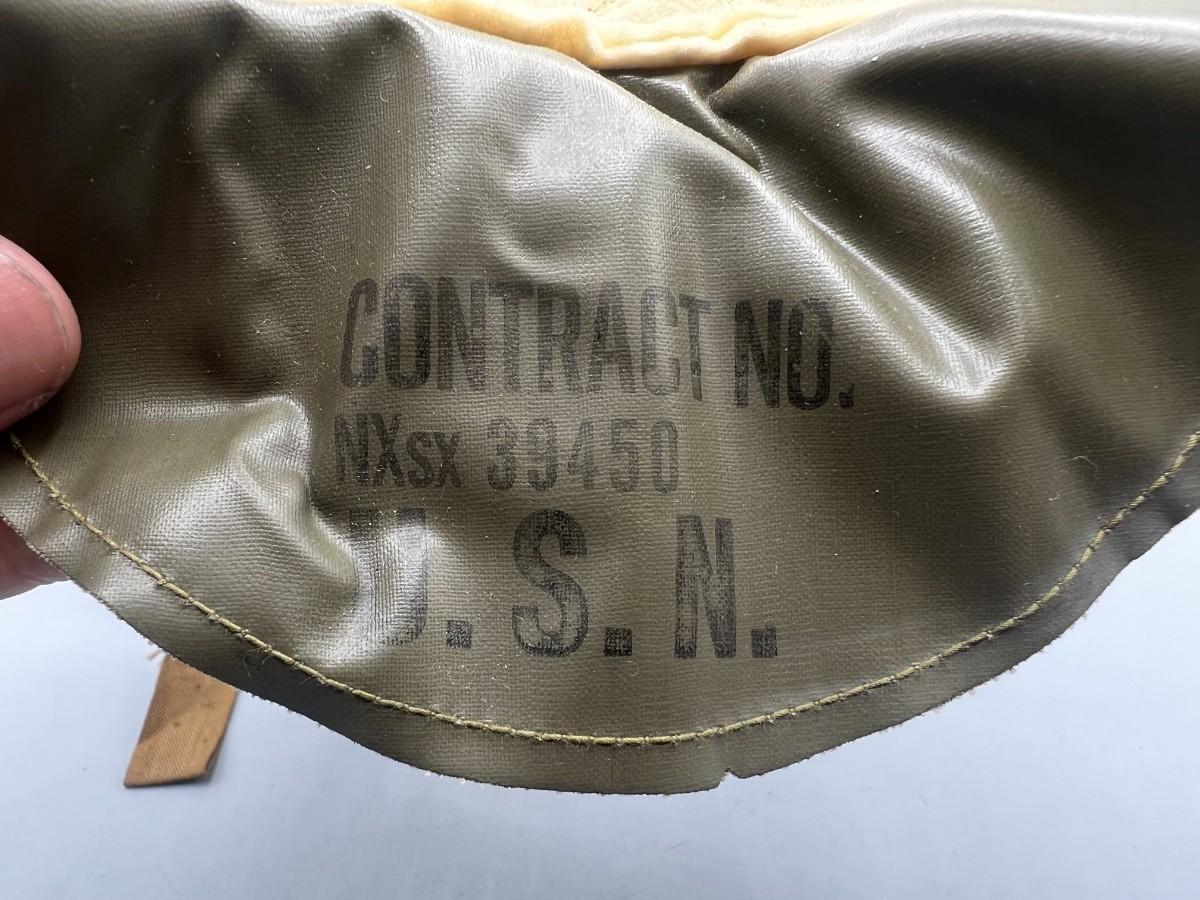 CONTRACT NO.
NXsx 39450
U. S. N.